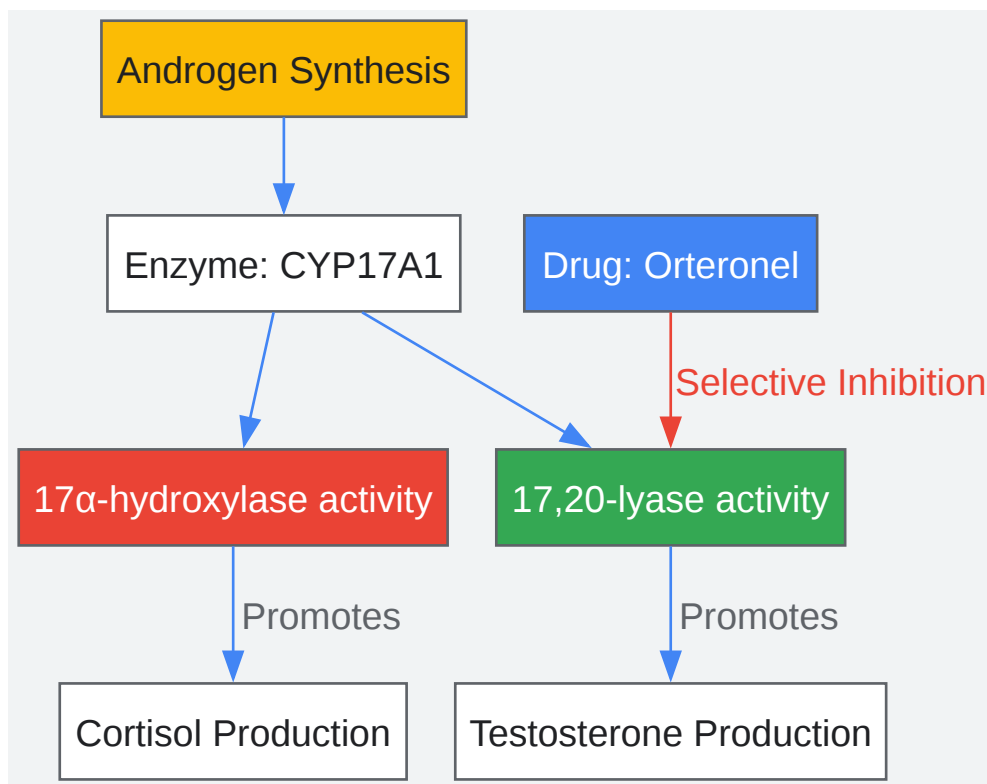 Androgen Synthesis
Enzyme: CYP17A1
Drug: Orteronel
Selective Inhibition
17α-hydroxylase activity
17,20-lyase activity
Promotes
Promotes
Cortisol Production
Testosterone Production